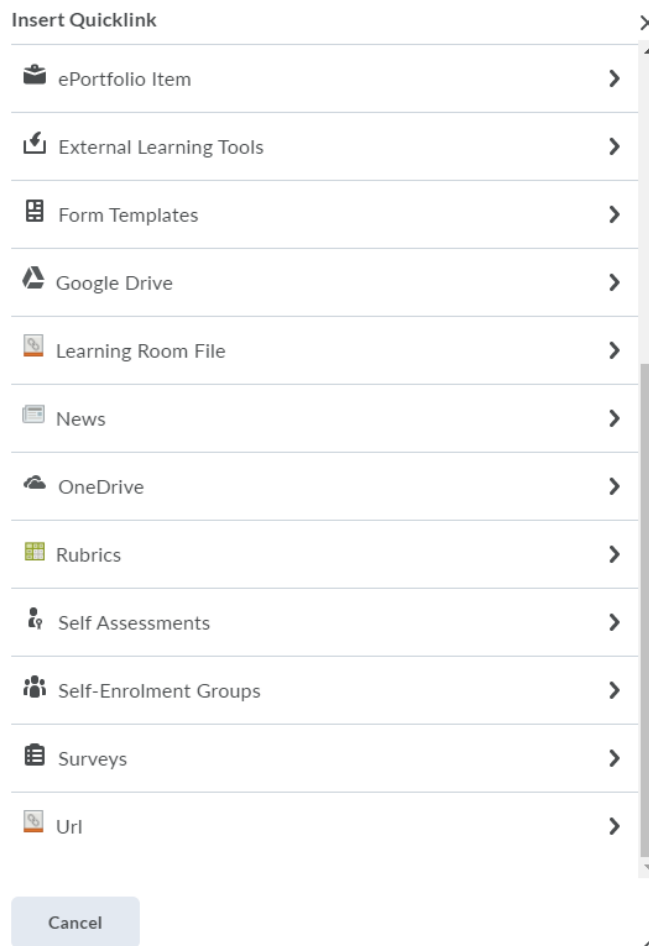 Insert Quicklink
ePortfolio Item
External Learning Tools
Form Templates
Google Drive
Learning Room File
News
OneDrive
Rubrics
Self Assessments
Self-Enrolment Groups
Surveys
Url
Cancel